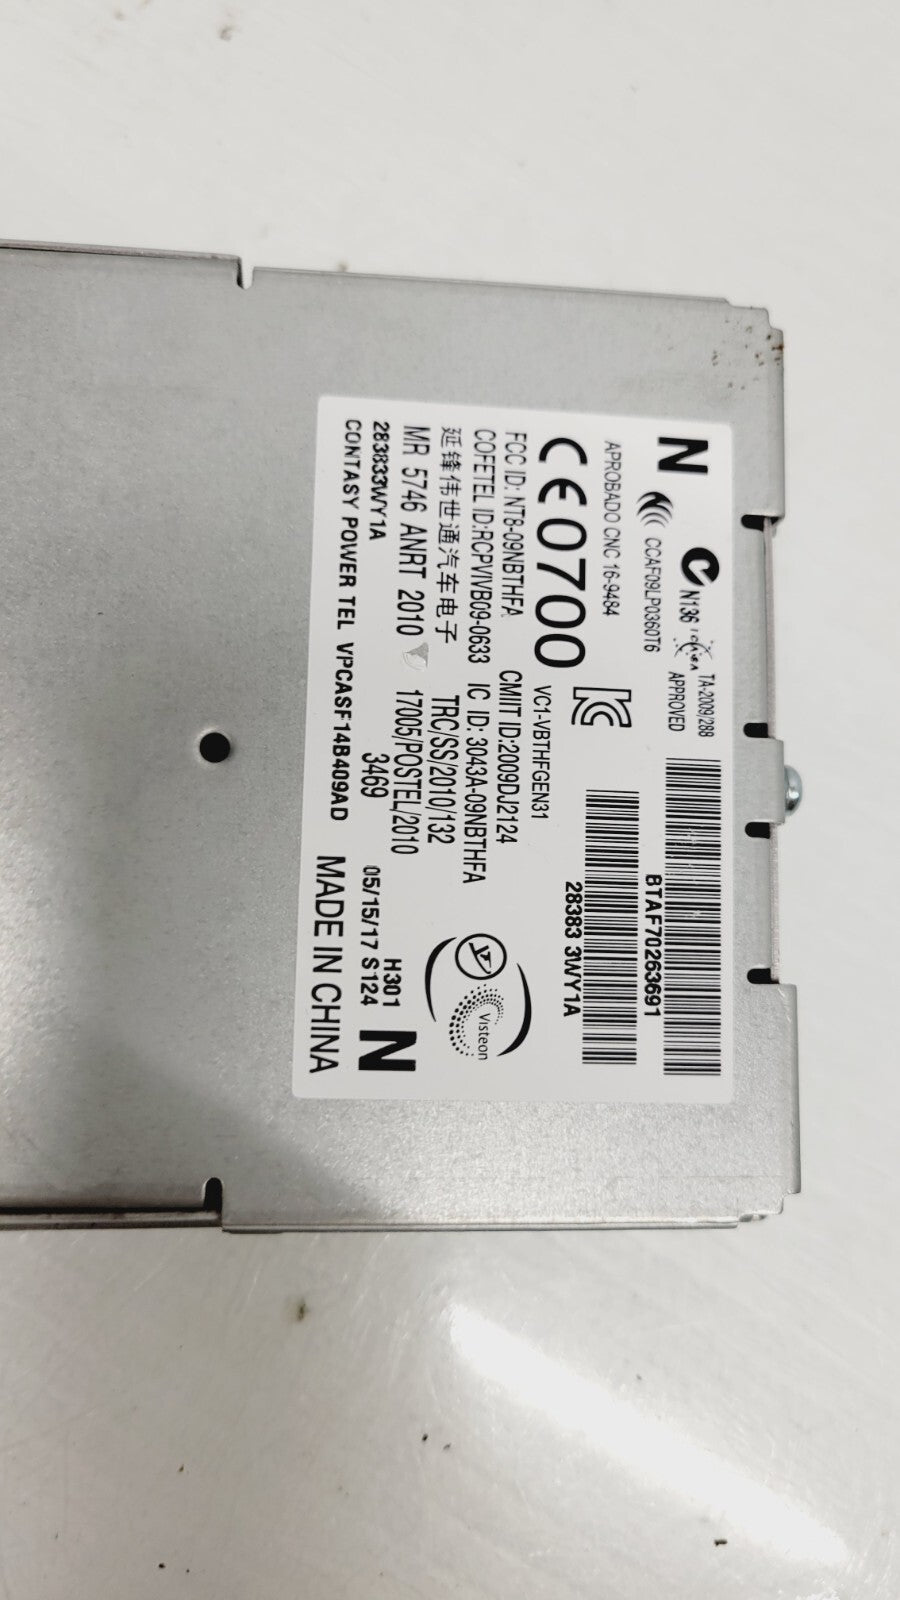 N N136 ICASA TA-2009/288
APPROVED
CCAF09LP0360T6
BTAF70263691
APROBADO CNC 16-9484
28383 3WY1A
CE0700 VC1-VBTHFGEN31
FCC ID: NT8-09NBTHFA CMIIT ID:2009DJ2124
COFETEL ID:RCPVIVB09-0633 IC ID: 3043A-09NBTHFA
Visteon
延锋伟世通汽车电子 TRC/SS/2010/132
MR 5746 ANRT 2010 17005/POSTEL/2010
3469
283833WY1A H301 N
05/15/17 S124
CONTASY POWER TEL VPCASF14B409AD MADE IN CHINA